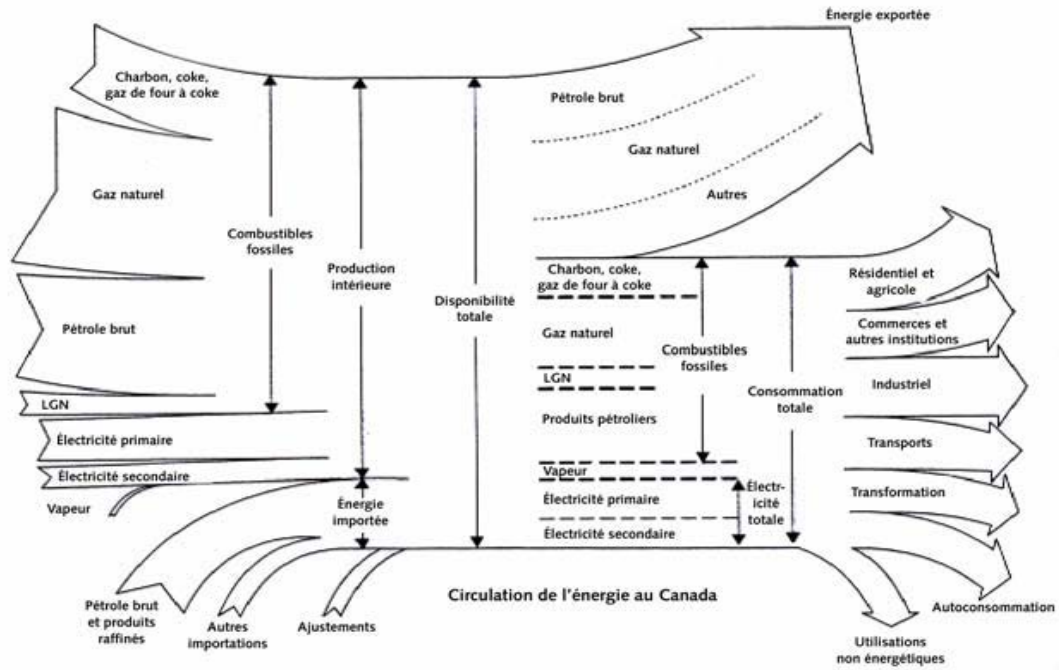 Énergie exportée
Charbon, coke,
gaz de four à coke
Pétrole brut
Gaz naturel
Gaz naturel
Autres
Combustibles
fossiles
Production
intérieure
Disponibilité
totale
Charbon, coke,
gaz de four à coke
Résidentiel et
agricole
Pétrole brut
Gaz naturel
Combustibles
fossiles
Commerces et
autres institutions
LGN
Consommation
totale
Industriel
LGN
Produits pétroliers
Électricité primaire
Transports
Électricité secondaire
Vapeur
Vapeur
Énergie
importée
Électricité primaire
Électr-
icité
totale
Transformation
Électricité secondaire
Pétrole brut
et produits
raffinés
Autres
importations
Ajustements
Circulation de l'énergie au Canada
Autoconsommation
Utilisations
non énergétiques